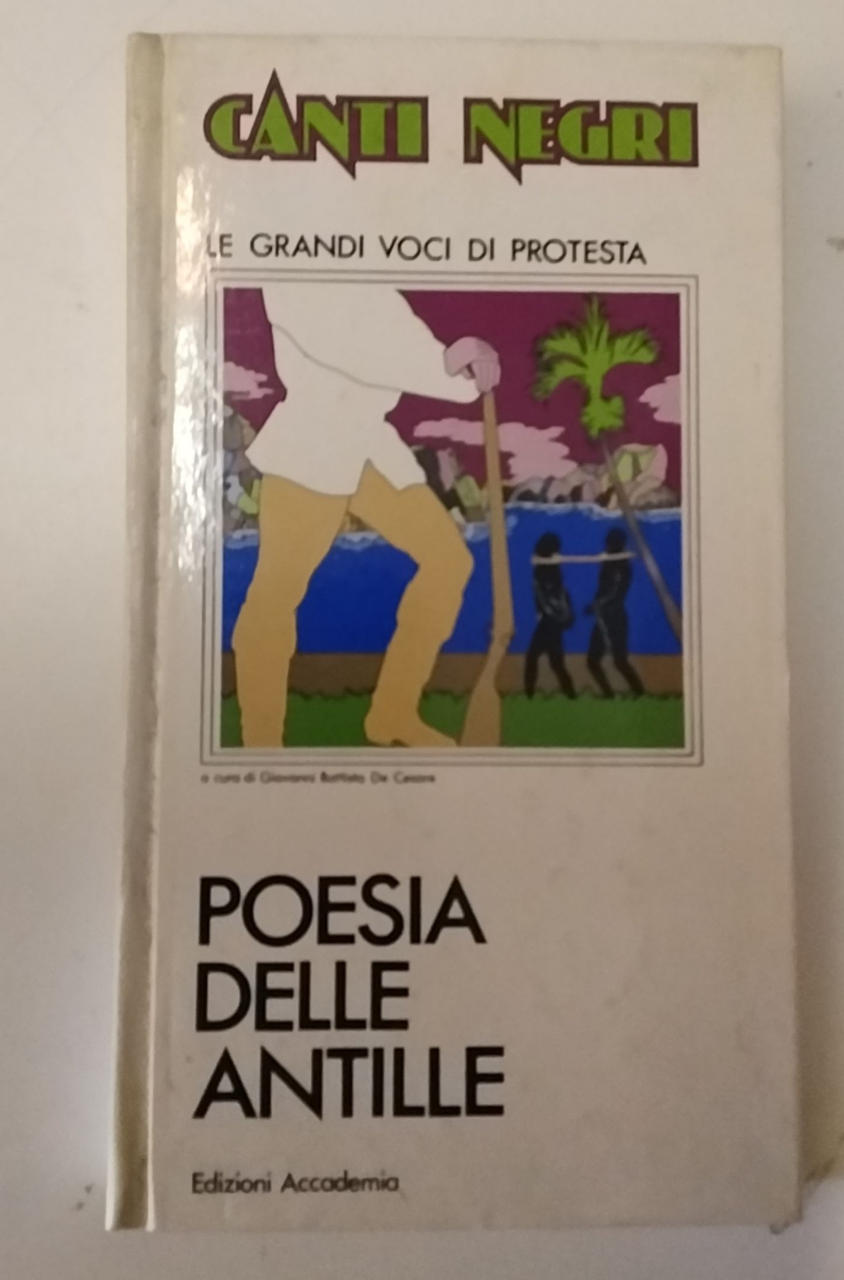 CANTI NEGRI
LE GRANDI VOCI DI PROTESTA
a cura di Giovanni Battista De Cesare
POESIA
DELLE
ANTILLE
Edizioni Accademia